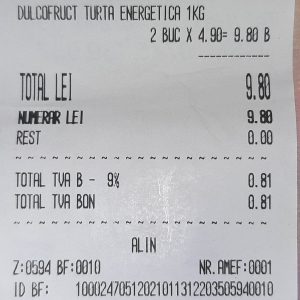 DULCOFRUCT TURTA ENERGETICA 1KG
2 BUC X 4.90= 9.80 B
------------
TOTAL LEI 9.80
NUMERAR LEI 9.80
REST 0.00
~ ~ ~ ~ ~ ~ ~ ~ ~ ~ ~ ~ ~ ~ ~ ~
TOTAL TVA B - 9% 0.81
TOTAL TVA BON 0.81
~ ~ ~ ~ ~ ~ ~ ~ ~ ~ ~ ~ ~ ~ ~ ~
ALIN
Z:0594 BF:0010 NR.AMEF:0001
ID BF: 10002470512021011312203505940010